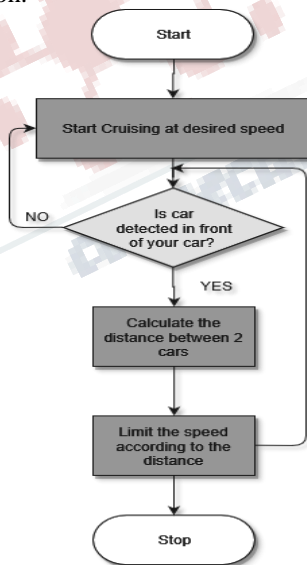 on.
Start
Start Cruising at desired speed
Is car
detected in front
of your car?
NO
YES
Calculate the
distance between 2
cars
Limit the speed
according to the
distance
Stop